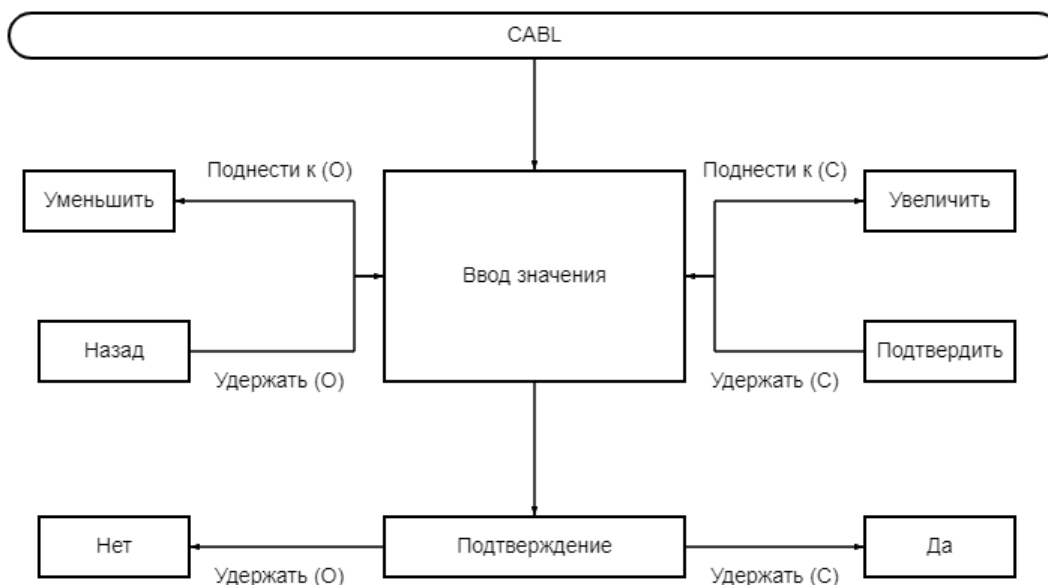 CABL
Поднести к (О)
Поднести к (С)
Уменьшить
Увеличить
Ввод значения
Назад
Подтвердить
Удержать (О)
Удержать (С)
Нет
Подтверждение
Да
Удержать (О)
Удержать (С)